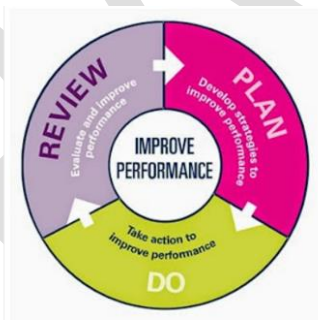 IMPROVE
PERFORMANCE
PLAN
Develop strategies to
improve performance
DO
Take action to
improve performance
REVIEW
Evaluate and improve
performance